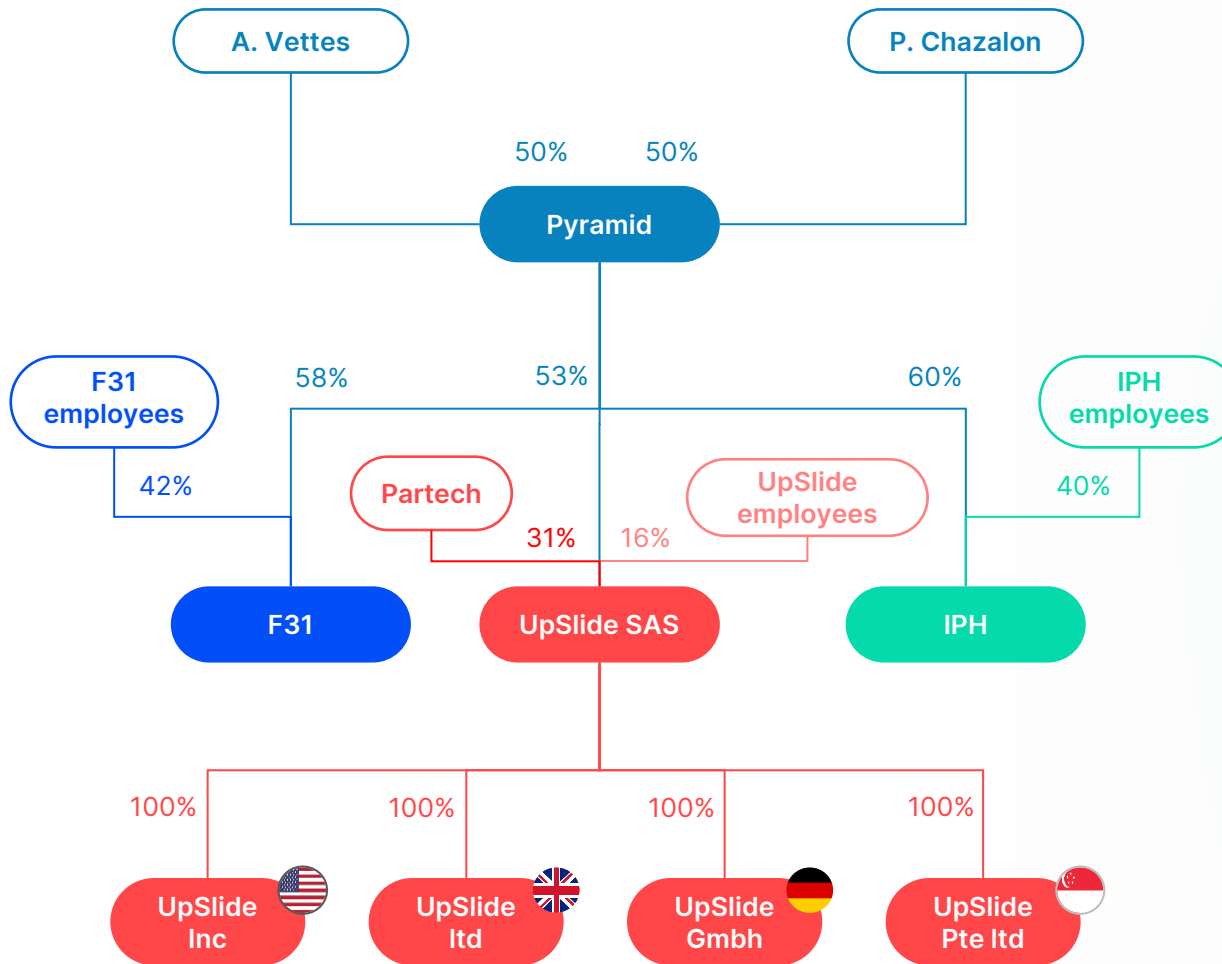 A. Vettes
P. Chazalon
50%
50%
Pyramid
58%
53%
60%
F31
employees
IPH
employees
42%
40%
Partech
UpSlide
employees
31%
16%
F31
UpSlide SAS
IPH
100%
100%
100%
100%
UpSlide
Inc
UpSlide
ltd
UpSlide
Gmbh
UpSlide
Pte ltd